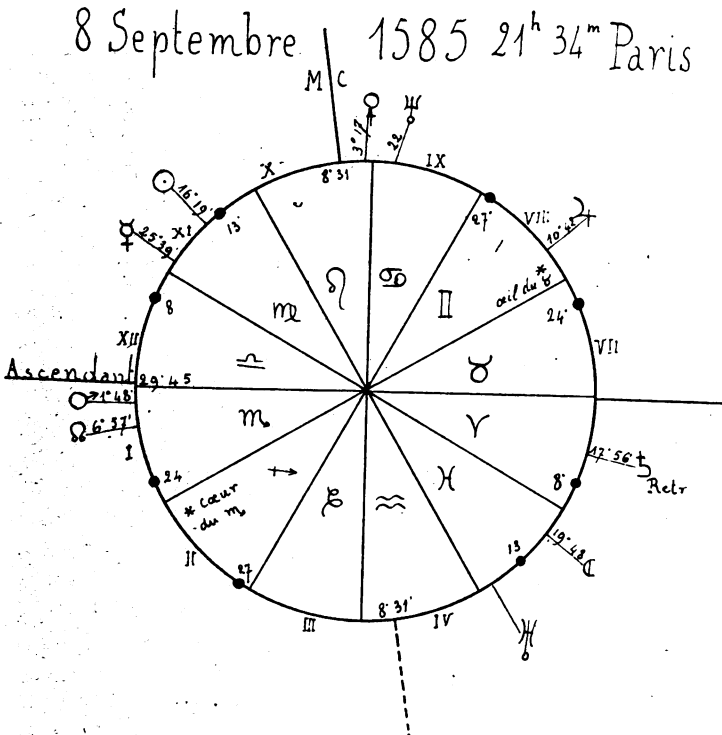 8 Septembre 1585 21h 34m Paris
M C
♀ 3° 17'
♆ 22
IX
X
8° 31'
☉ 16° 19'
13°
XI
☿ 25° 39'
27°
VIII
♃ 10° 42'
œil du ♉ *
♌
♋
♊
♍
8
24°
XII
VII
♎
♉
Ascendant 29° 45
♂ 1° 48'
☊ 6° 37'
♏
♈
I
17° 56' ♄
Retr
24
♐
♓
8°
* Cœur
du ♏
♑
♒
13
19° 48' ☾
II
27
III
8° 31'
IV
♅